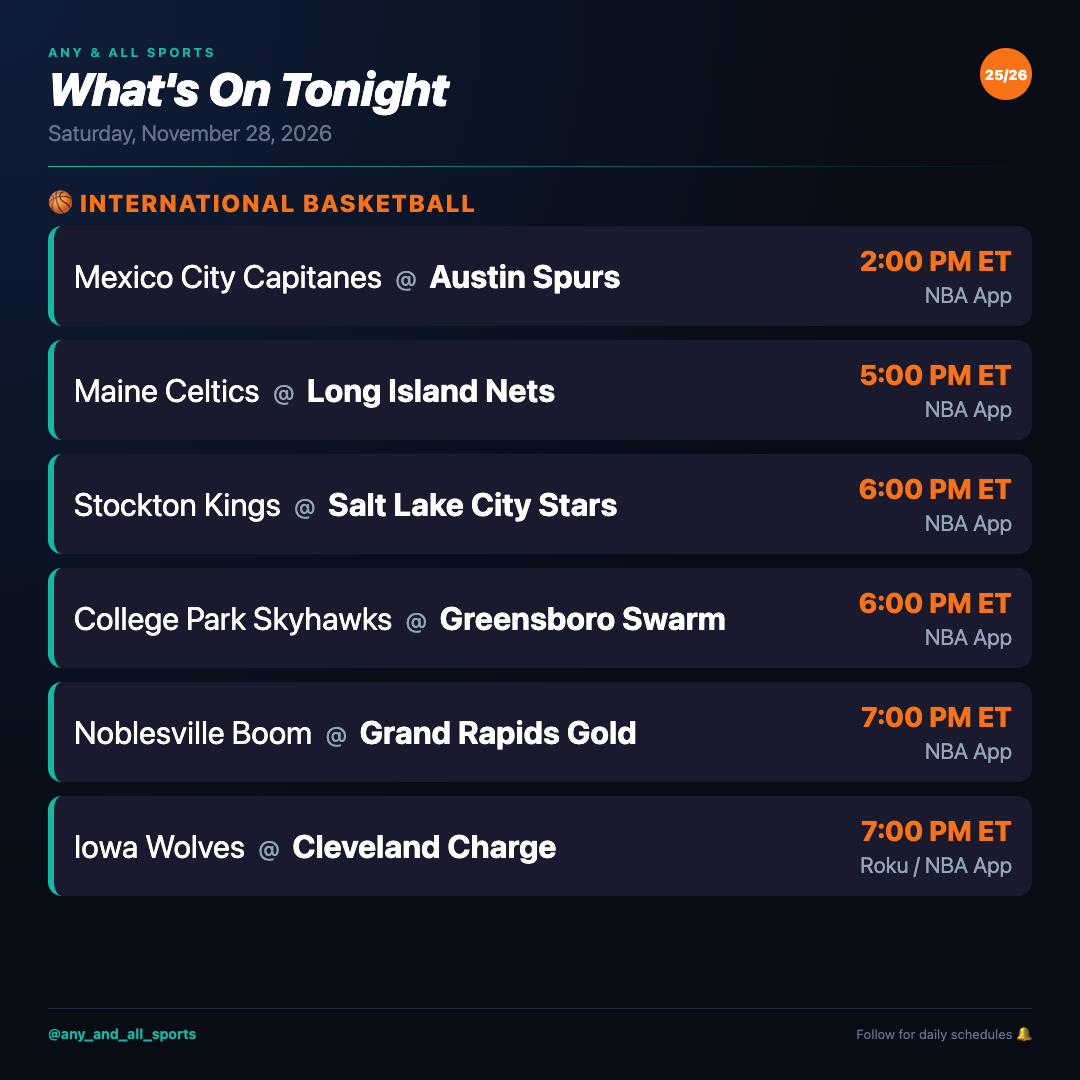 ANY & ALL SPORTS
What's On Tonight
25/26
Saturday, November 28, 2026
🏀 INTERNATIONAL BASKETBALL
Mexico City Capitanes @ Austin Spurs
2:00 PM ET
NBA App
Maine Celtics @ Long Island Nets
5:00 PM ET
NBA App
Stockton Kings @ Salt Lake City Stars
6:00 PM ET
NBA App
College Park Skyhawks @ Greensboro Swarm
6:00 PM ET
NBA App
Noblesville Boom @ Grand Rapids Gold
7:00 PM ET
NBA App
Iowa Wolves @ Cleveland Charge
7:00 PM ET
Roku / NBA App
@any_and_all_sports
Follow for daily schedules 🔔